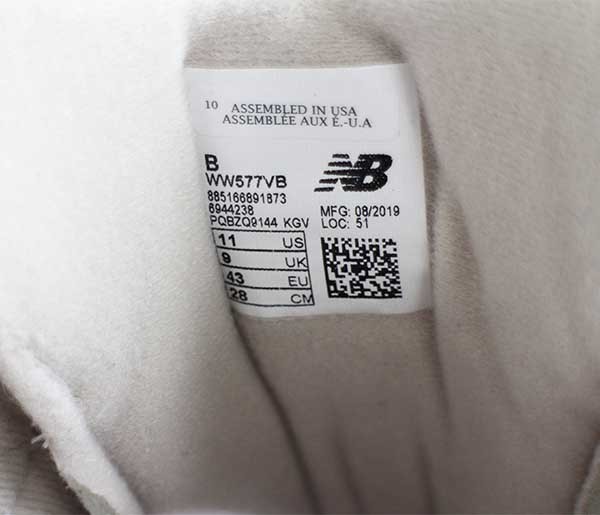 10 ASSEMBLED IN USA
ASSEMBLÉE AUX É.-U.A
B
WW577VB
885166891873
6944238
PQBZQ9144 KGV
11 US
9 UK
43 EU
28 CM
NB
MFG: 08/2019
LOC: 51